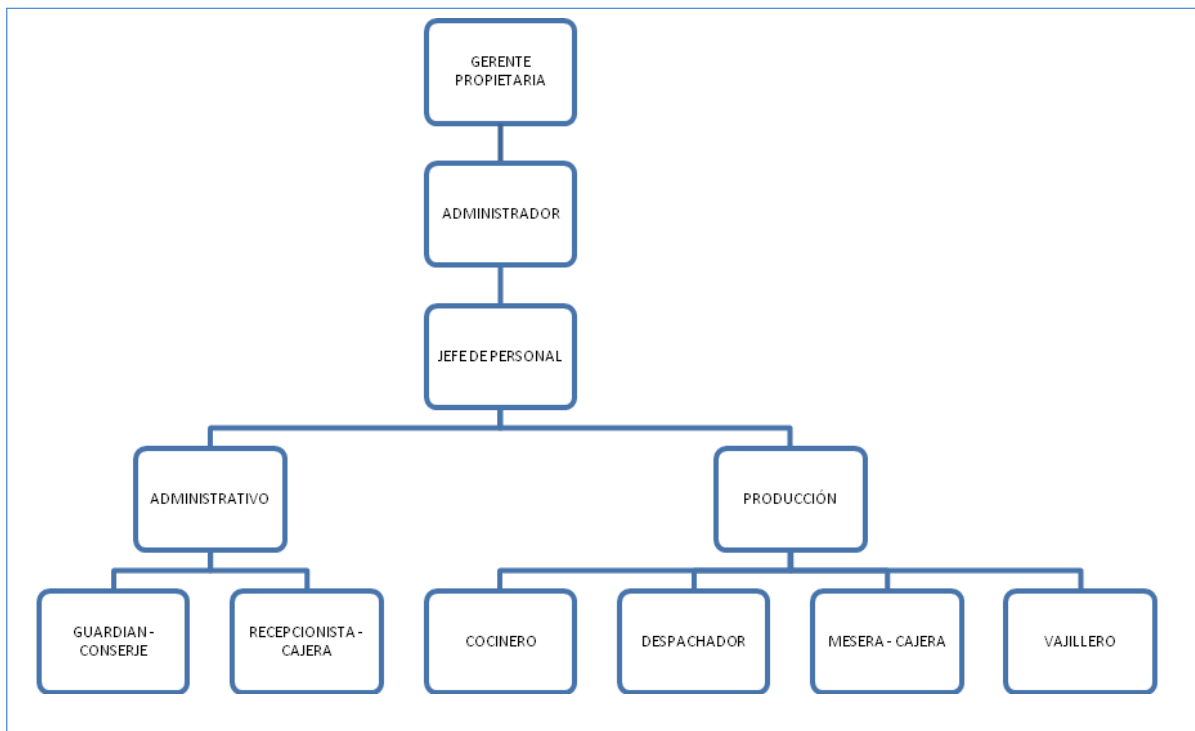 GERENTE
PROPIETARIA
ADMINISTRADOR
JEFE DE PERSONAL
ADMINISTRATIVO
PRODUCCIÓN
GUARDIAN -
CONSERJE
RECEPCIONISTA -
CAJERA
COCINERO
DESPACHADOR
MESERA - CAJERA
VAJILLERO